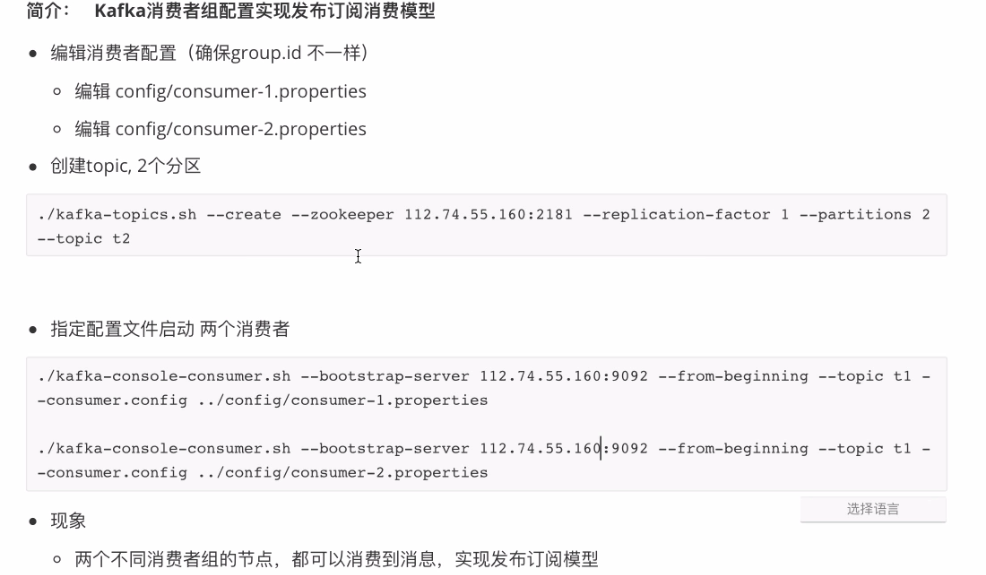 简介： Kafka消费者组配置实现发布订阅消费模型
编辑消费者配置（确保group.id 不一样）
编辑 config/consumer-1.properties
编辑 config/consumer-2.properties
创建topic, 2个分区
./kafka-topics.sh --create --zookeeper 112.74.55.160:2181 --replication-factor 1 --partitions 2
--topic t2
指定配置文件启动 两个消费者
./kafka-console-consumer.sh --bootstrap-server 112.74.55.160:9092 --from-beginning --topic t1 -
-consumer.config ../config/consumer-1.properties
./kafka-console-consumer.sh --bootstrap-server 112.74.55.160:9092 --from-beginning --topic t1 -
-consumer.config ../config/consumer-2.properties
选择语言
现象
两个不同消费者组的节点，都可以消费到消息，实现发布订阅模型